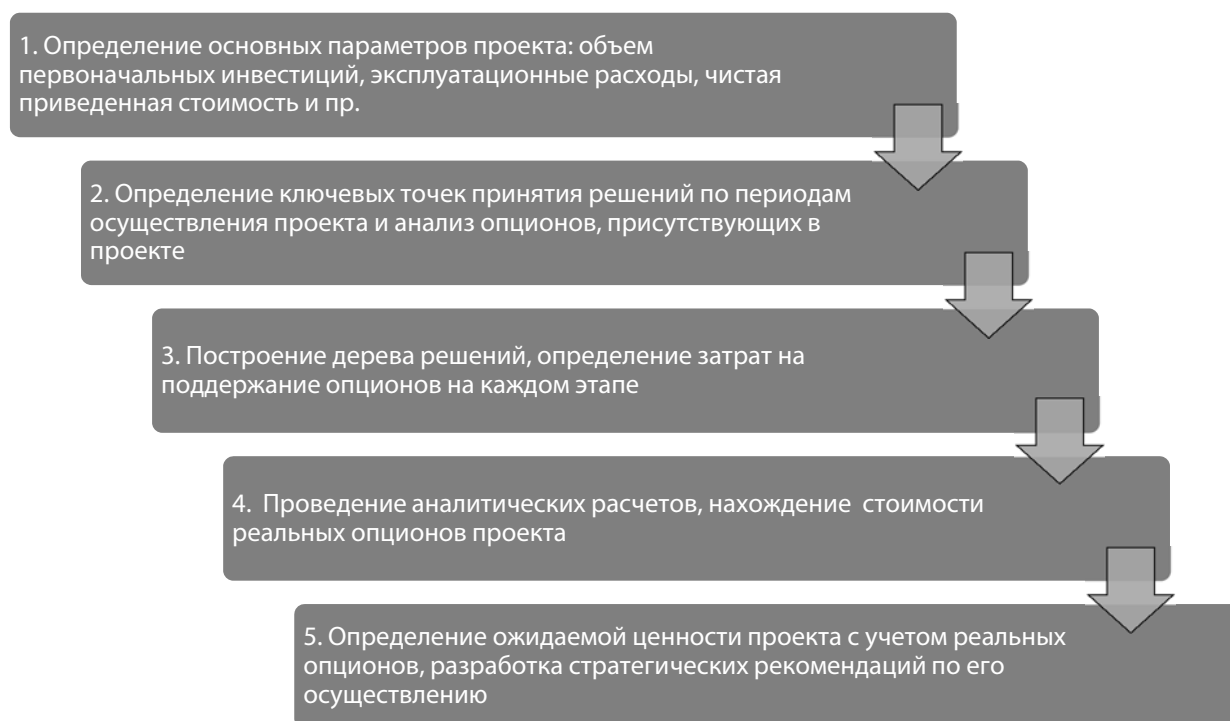 1. Определение основных параметров проекта: объем
первоначальных инвестиций, эксплуатационные расходы, чистая
приведенная стоимость и пр.
2. Определение ключевых точек принятия решений по периодам
осуществления проекта и анализ опционов, присутствующих в
проекте
3. Построение дерева решений, определение затрат на
поддержание опционов на каждом этапе
4. Проведение аналитических расчетов, нахождение стоимости
реальных опционов проекта
5. Определение ожидаемой ценности проекта с учетом реальных
опционов, разработка стратегических рекомендаций по его
осуществлению